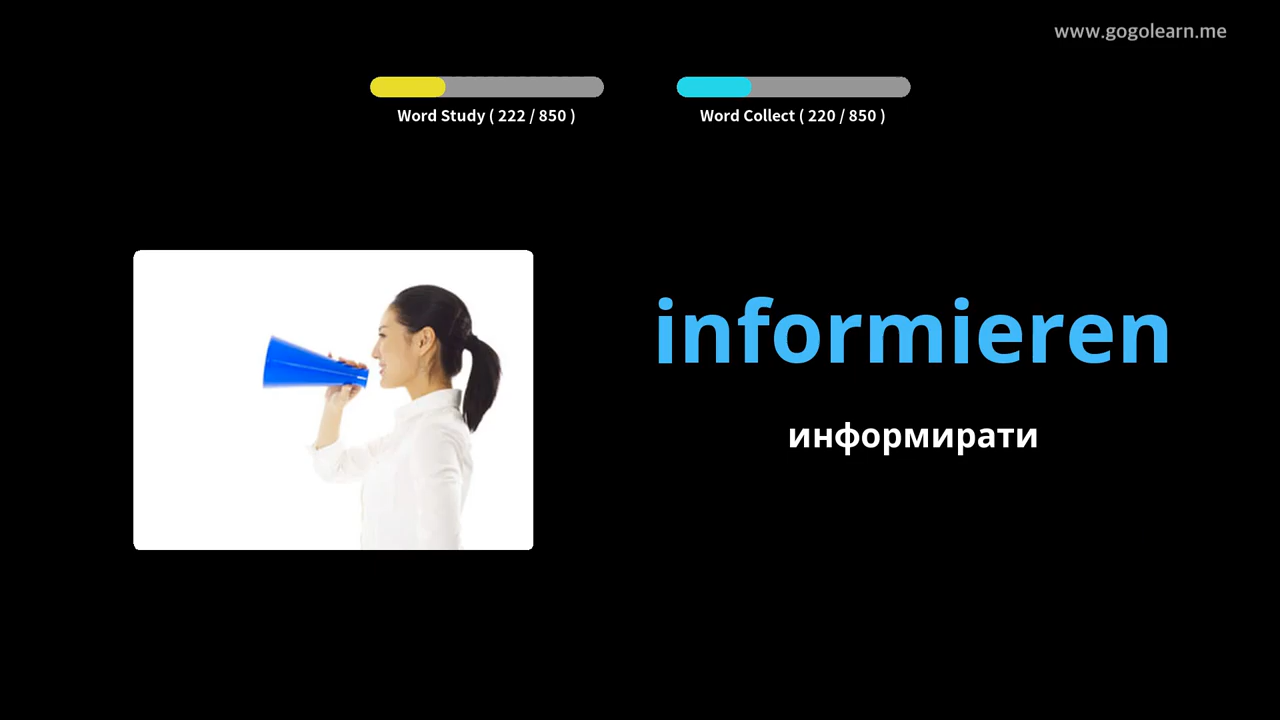 www.gogolearn.me
Word Study ( 222 / 850 )
Word Collect ( 220 / 850 )
informieren
информирати